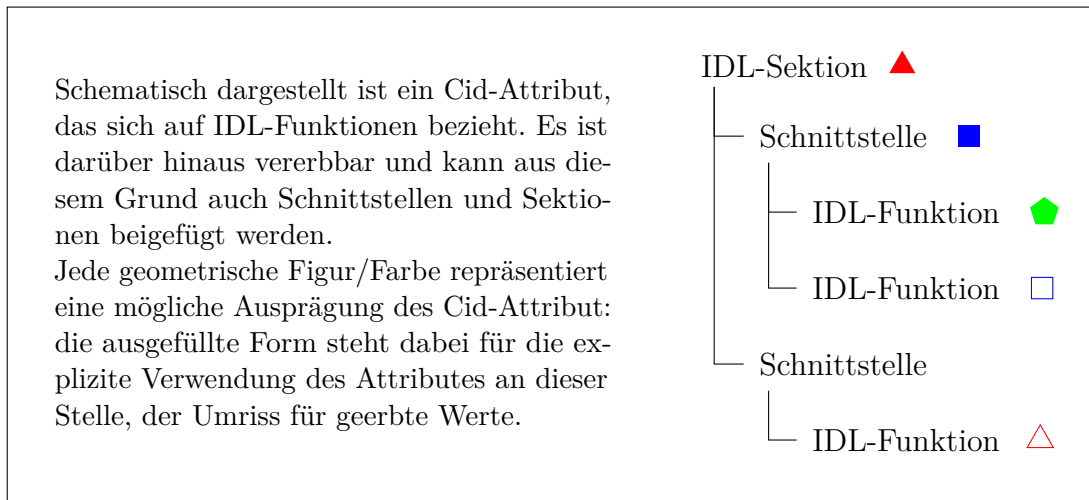 Schematisch dargestellt ist ein Cid-Attribut,
das sich auf IDL-Funktionen bezieht. Es ist
darüber hinaus vererbbar und kann aus die-
sem Grund auch Schnittstellen und Sektio-
nen beigefügt werden.
Jede geometrische Figur/Farbe repräsentiert
eine mögliche Ausprägung des Cid-Attribut:
die ausgefüllte Form steht dabei für die ex-
plizite Verwendung des Attributes an dieser
Stelle, der Umriss für geerbte Werte.
IDL-Sektion
Schnittstelle
IDL-Funktion
IDL-Funktion
Schnittstelle
IDL-Funktion